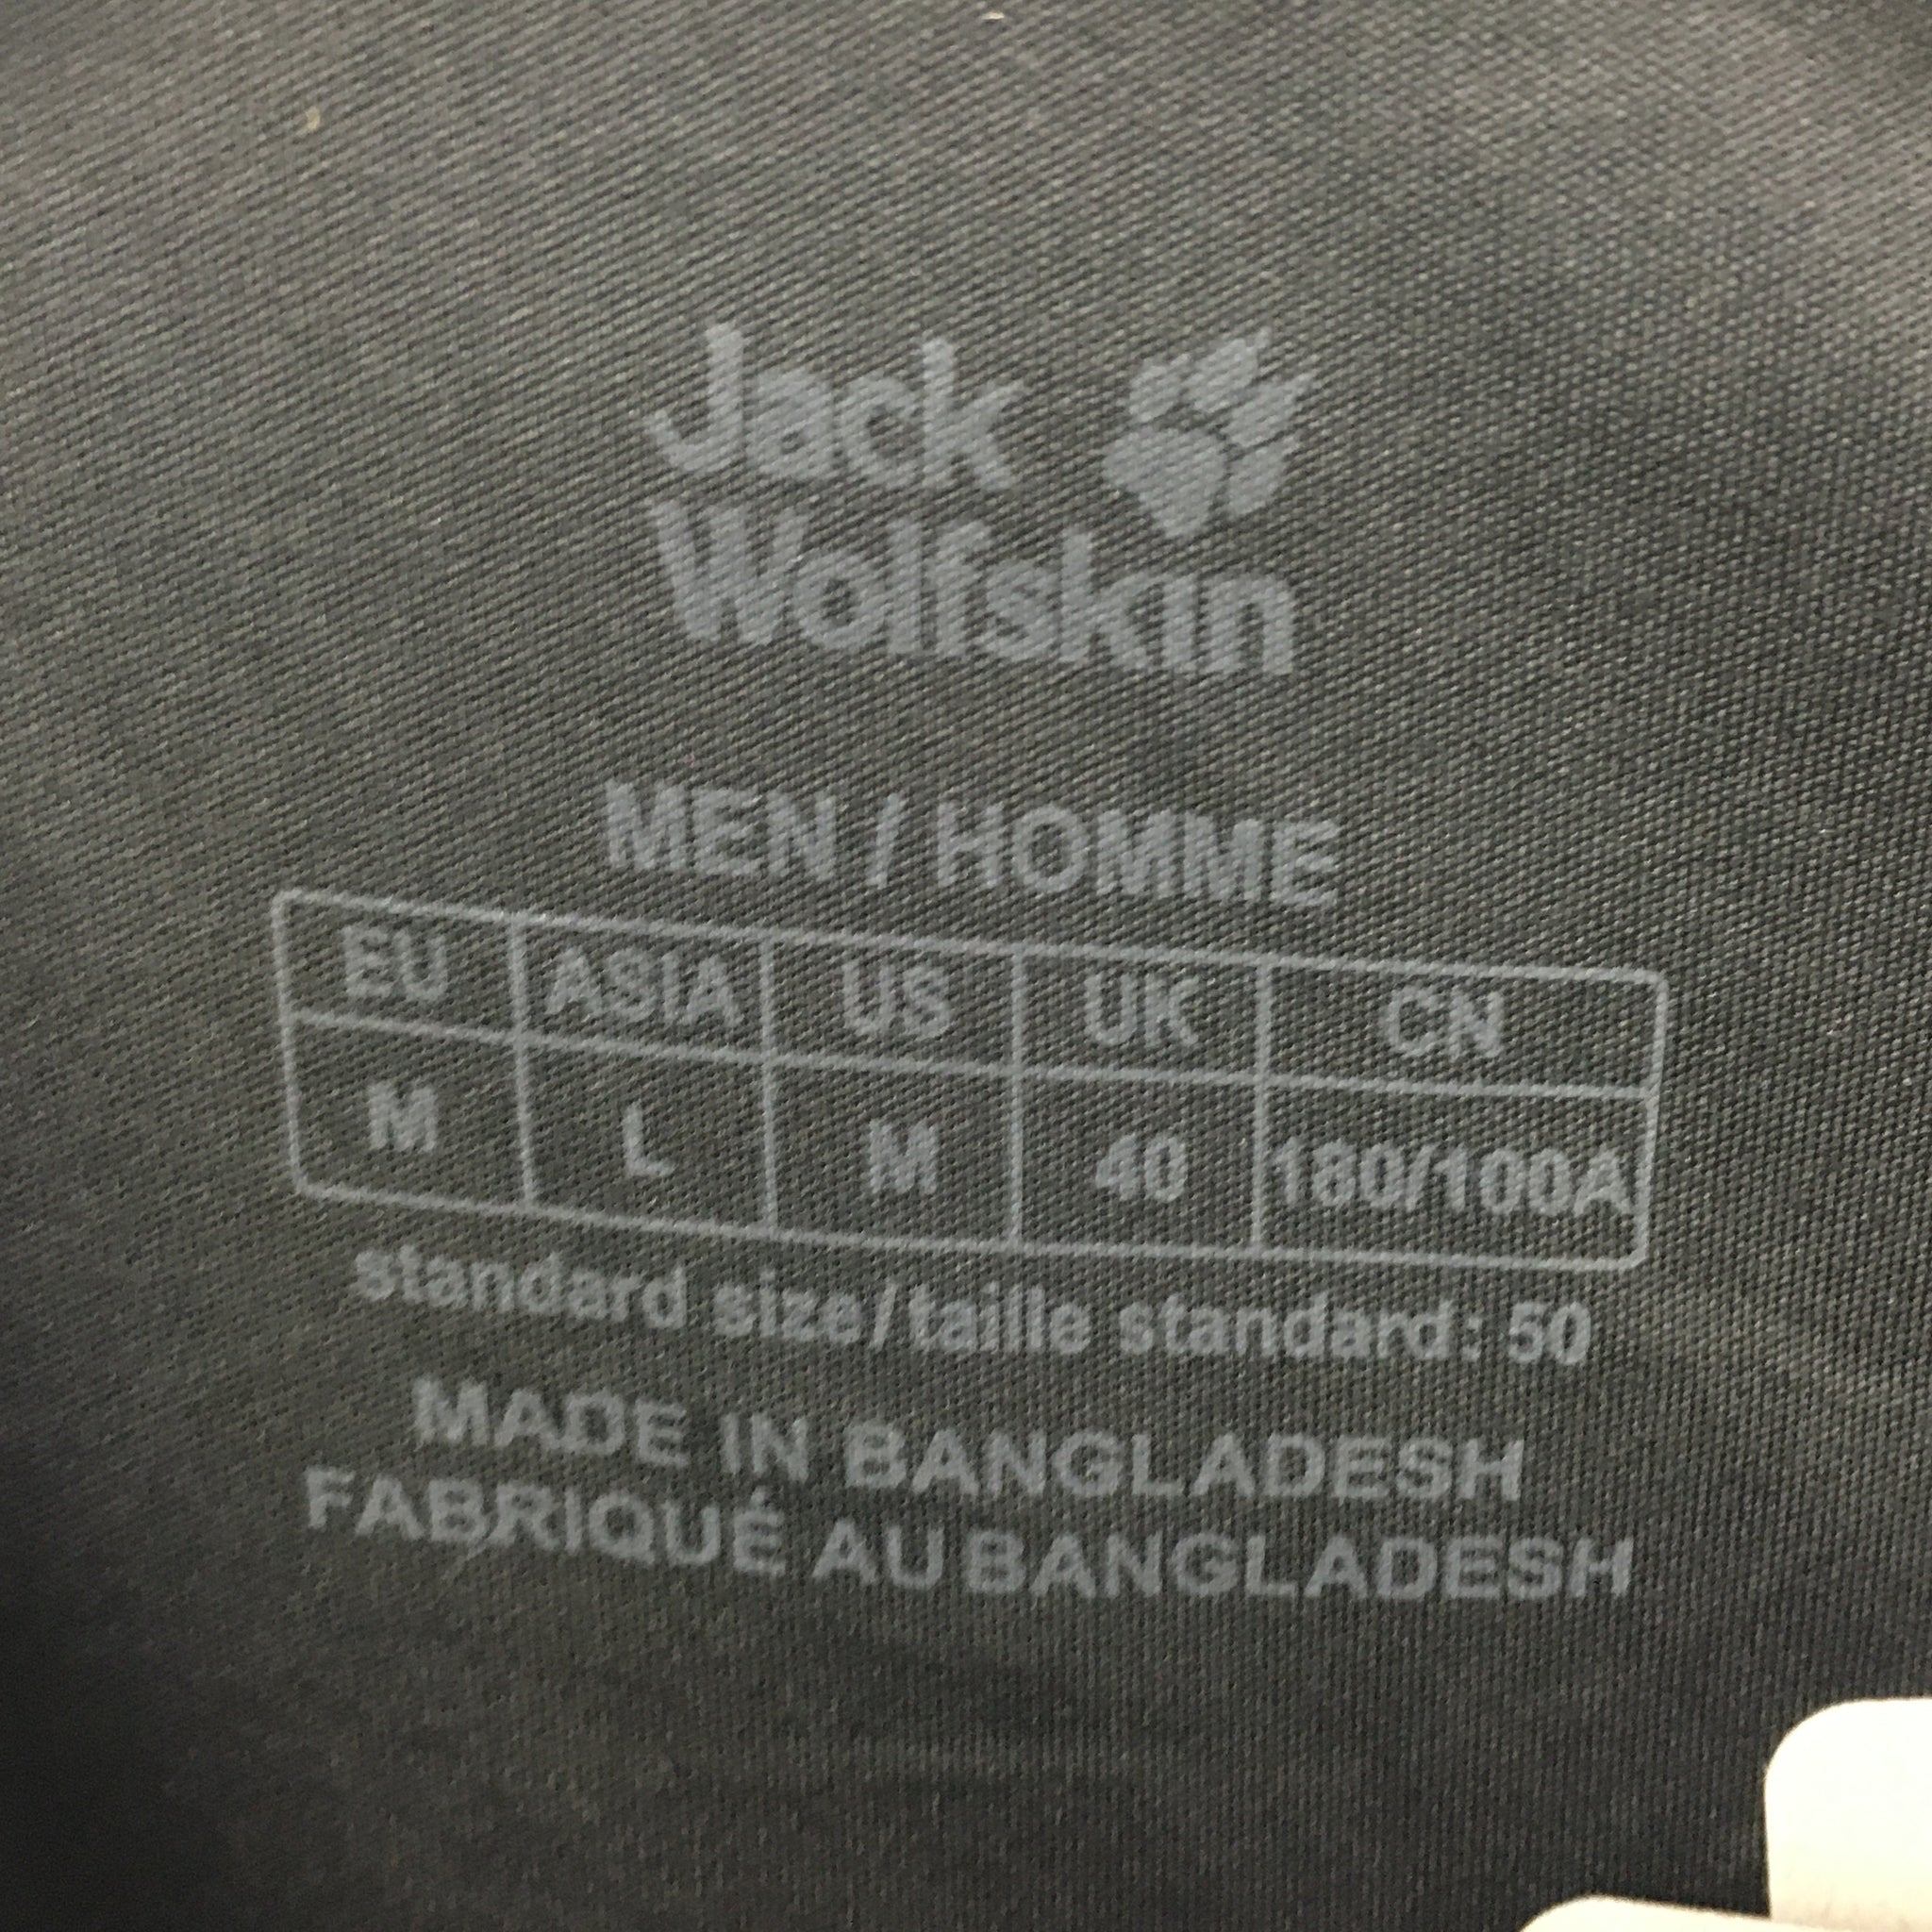 Jack
Wolfskin
MEN / HOMME
EU ASIA US UK CN
M L M 40 180/100A
standard size/taille standard: 50
MADE IN BANGLADESH
FABRIQUÉ AU BANGLADESH